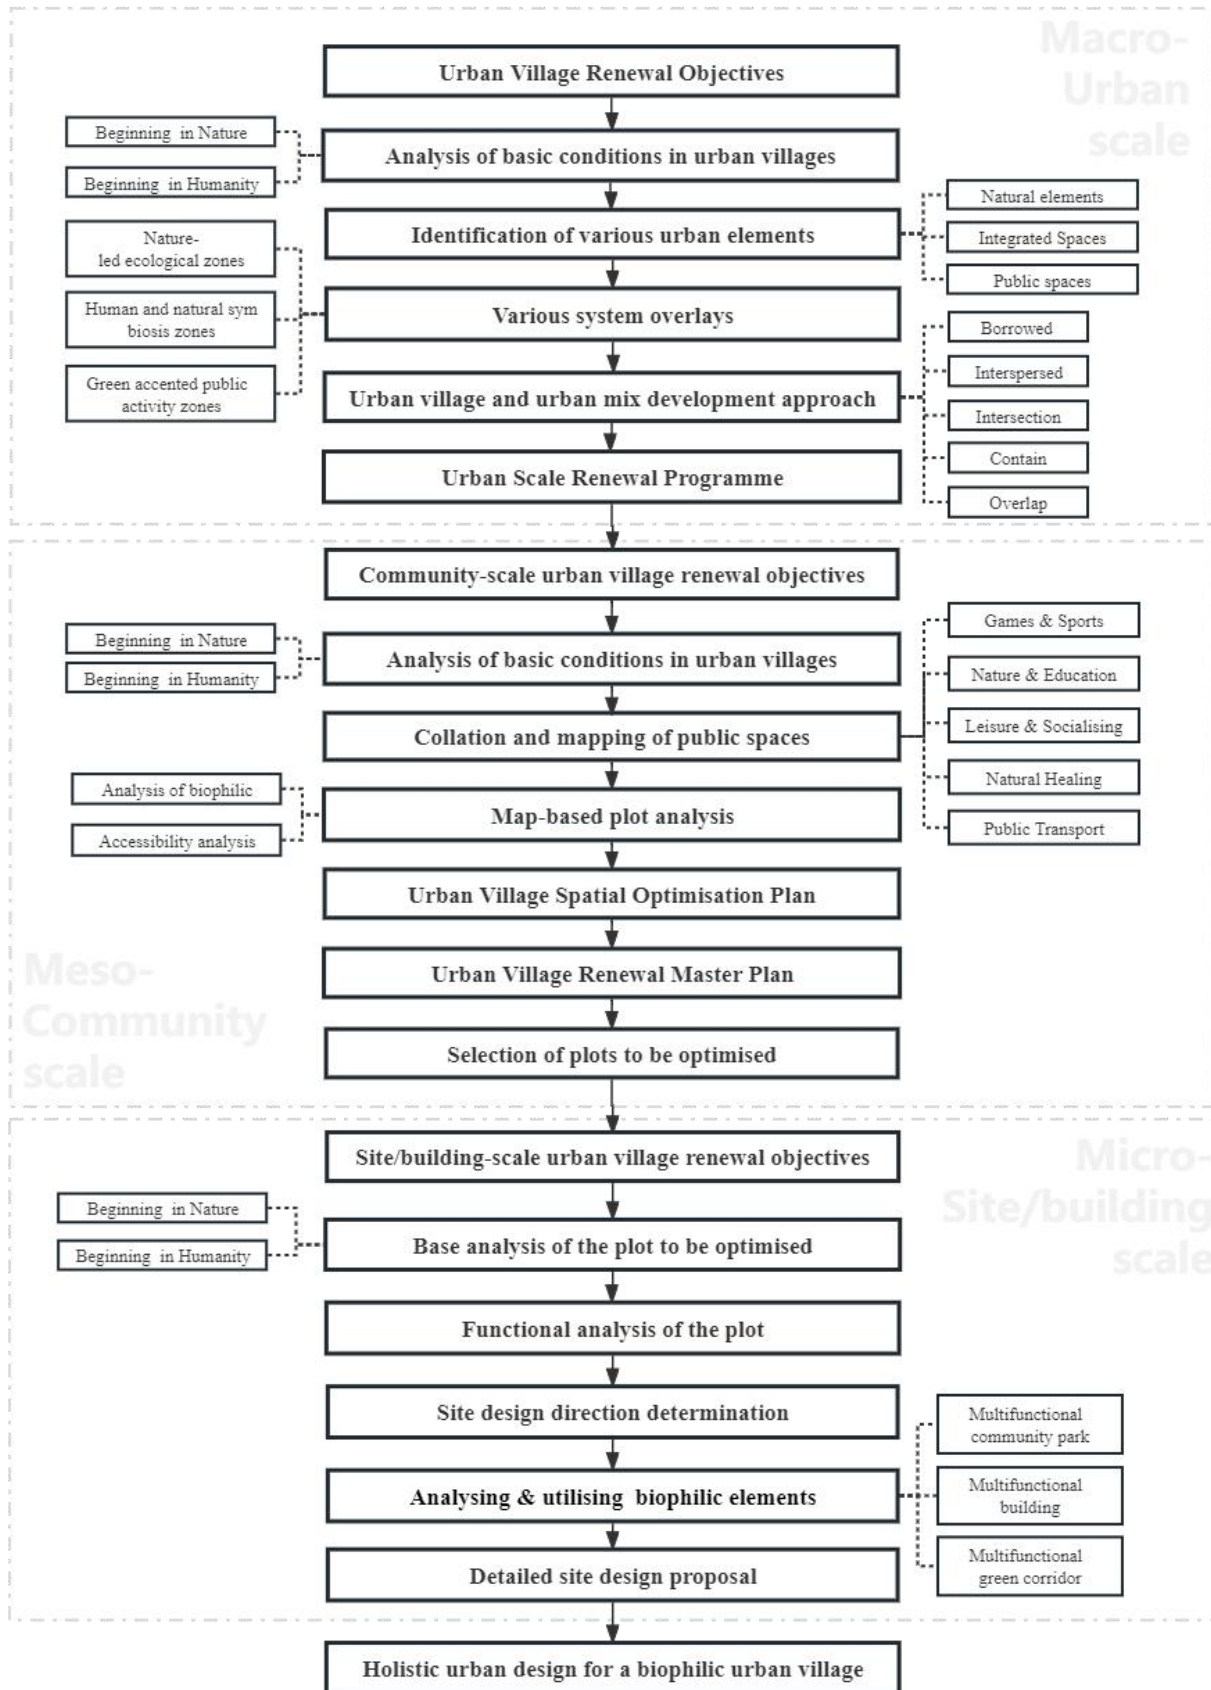 Macro-
Urban
scale
Urban Village Renewal Objectives
Beginning in Nature
Beginning in Humanity
Analysis of basic conditions in urban villages
Identification of various urban elements
Natural elements
Integrated Spaces
Public spaces
Nature-
led ecological zones
Human and natural sym
biosis zones
Green accented public
activity zones
Various system overlays
Urban village and urban mix development approach
Borrowed
Interspersed
Intersection
Contain
Overlap
Urban Scale Renewal Programme
Community-scale urban village renewal objectives
Beginning in Nature
Beginning in Humanity
Analysis of basic conditions in urban villages
Collation and mapping of public spaces
Games & Sports
Nature & Education
Leisure & Socialising
Natural Healing
Public Transport
Analysis of biophilic
Accessibility analysis
Map-based plot analysis
Urban Village Spatial Optimisation Plan
Urban Village Renewal Master Plan
Meso-
Community
scale
Selection of plots to be optimised
Site/building-scale urban village renewal objectives
Micro-
Site/building
scale
Beginning in Nature
Beginning in Humanity
Base analysis of the plot to be optimised
Functional analysis of the plot
Site design direction determination
Analysing & utilising biophilic elements
Multifunctional
community park
Multifunctional
building
Multifunctional
green corridor
Detailed site design proposal
Holistic urban design for a biophilic urban village